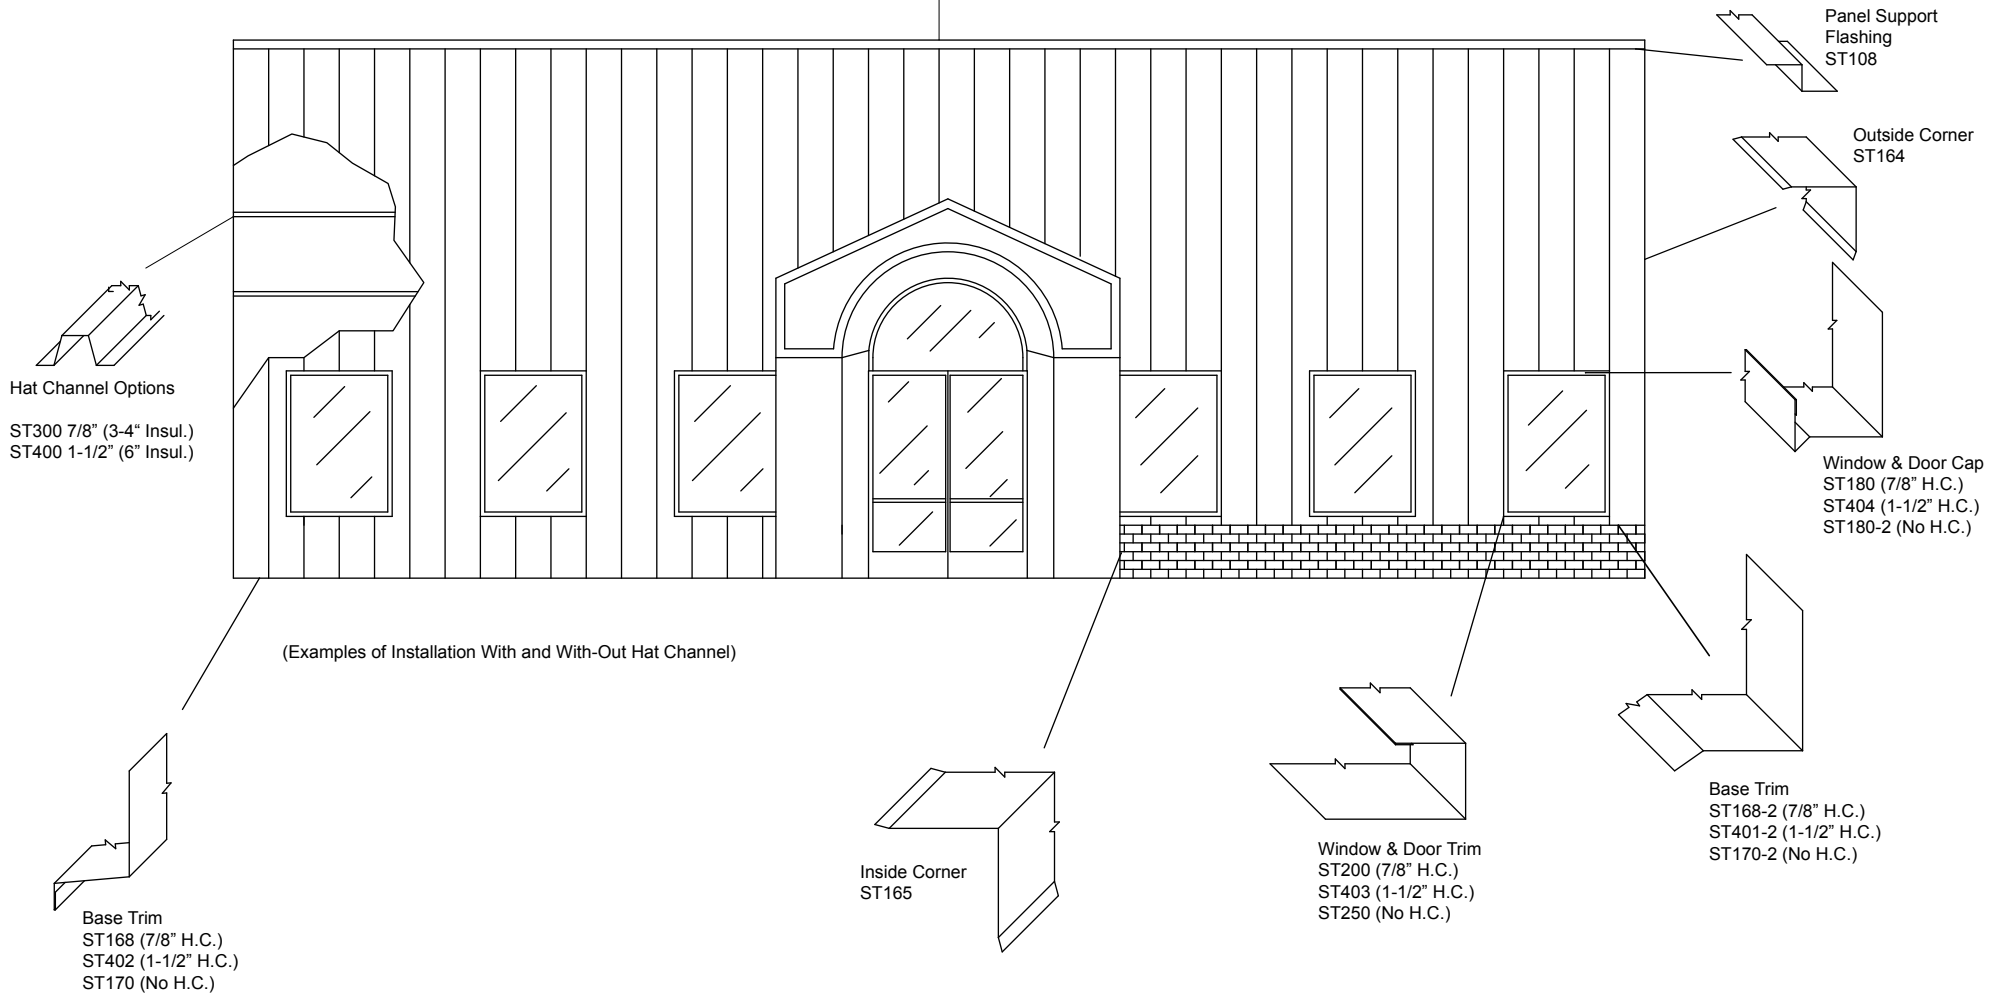 Panel Support
Flashing
ST108
Outside Corner
ST164
Hat Channel Options
ST300 7/8” (3-4“ Insul.)
ST400 1-1/2” (6” Insul.)
Window & Door Cap
ST180 (7/8” H.C.)
ST404 (1-1/2” H.C.)
ST180-2 (No H.C.)
(Examples of Installation With and With-Out Hat Channel)
Base Trim
ST168 (7/8” H.C.)
ST402 (1-1/2” H.C.)
ST170 (No H.C.)
Inside Corner
ST165
Window & Door Trim
ST200 (7/8” H.C.)
ST403 (1-1/2” H.C.)
ST250 (No H.C.)
Base Trim
ST168-2 (7/8” H.C.)
ST401-2 (1-1/2” H.C.)
ST170-2 (No H.C.)